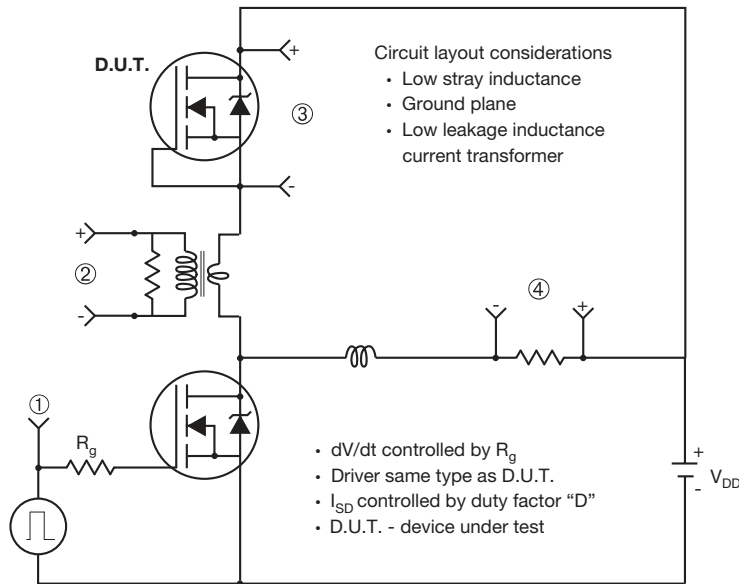 +
D.U.T.
Circuit layout considerations
• Low stray inductance
• Ground plane
• Low leakage inductance
current transformer
③
-
+
②
-
④
- +
①
Rg
• dV/dt controlled by Rg
• Driver same type as D.U.T.
• ISD controlled by duty factor “D”
• D.U.T. - device under test
+
VDD
-